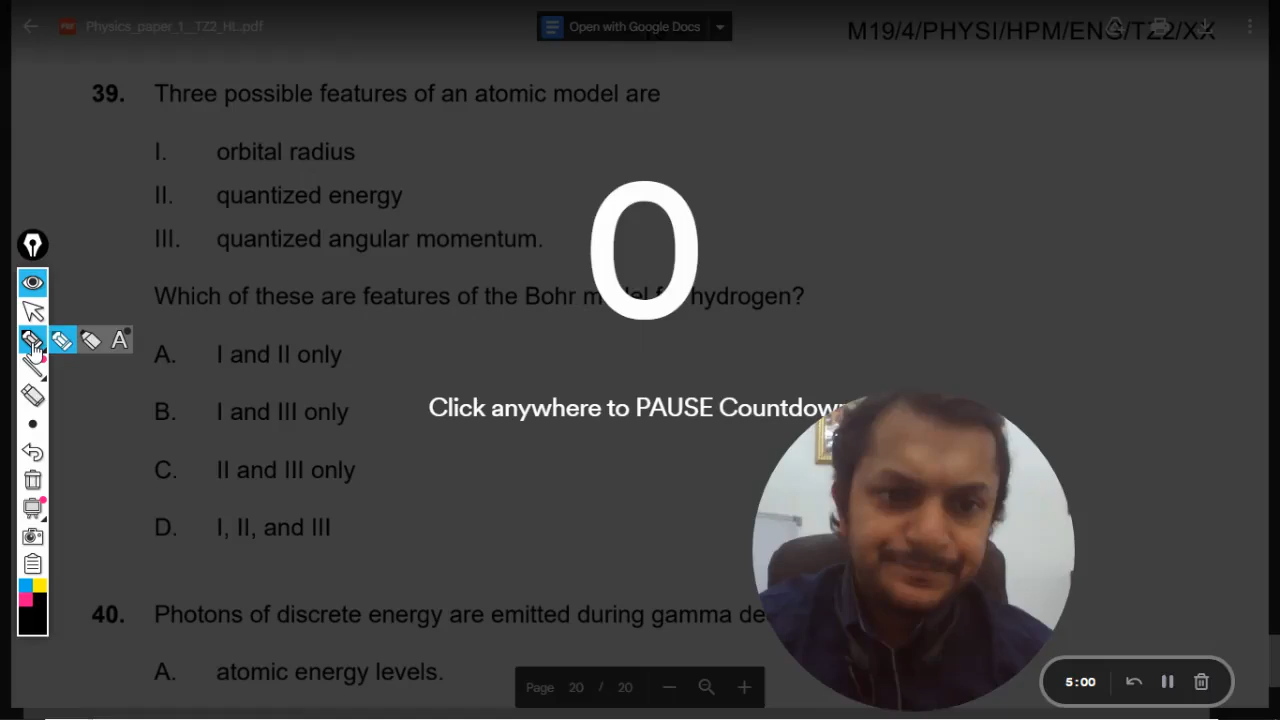 Physics_paper_1__TZ2_HL.pdf
Open with Google Docs
M19/4/PHYSI/HPM/ENG/TZ2/XX
39. Three possible features of an atomic model are
I. orbital radius
II. quantized energy
III. quantized angular momentum.
0
Which of these are features of the Bohr m el f hydrogen?
A
A. I and II only
B. I and III only
Click anywhere to PAUSE Countdown
C. II and III only
D. I, II, and III
40. Photons of discrete energy are emitted during gamma de
A. atomic energy levels.
Page 20 / 20
5:00